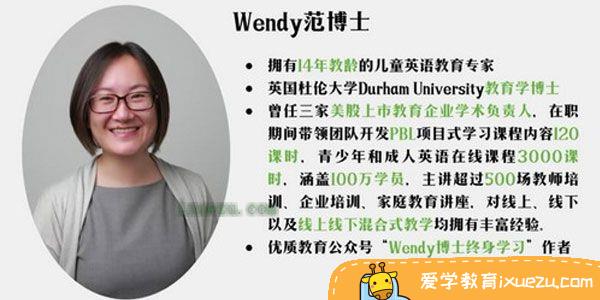 Wendy范博士
• 拥有14年教龄的儿童英语教育专家
• 英国杜伦大学Durham University教育学博士
• 曾任三家美股上市教育企业学术负责人，在职
期间带领团队开发PBL项目式学习课程内容120
课时，青少年和成人英语在线课程3000课
时，涵盖100万学员，主讲超过500场教师培
训、企业培训、家庭教育讲座，对线上、线下
以及线上线下混合式教学均拥有丰富经验．
• 优质教育公众号“Wendy博士终身学习”作者
爱学教育ixuezu.com